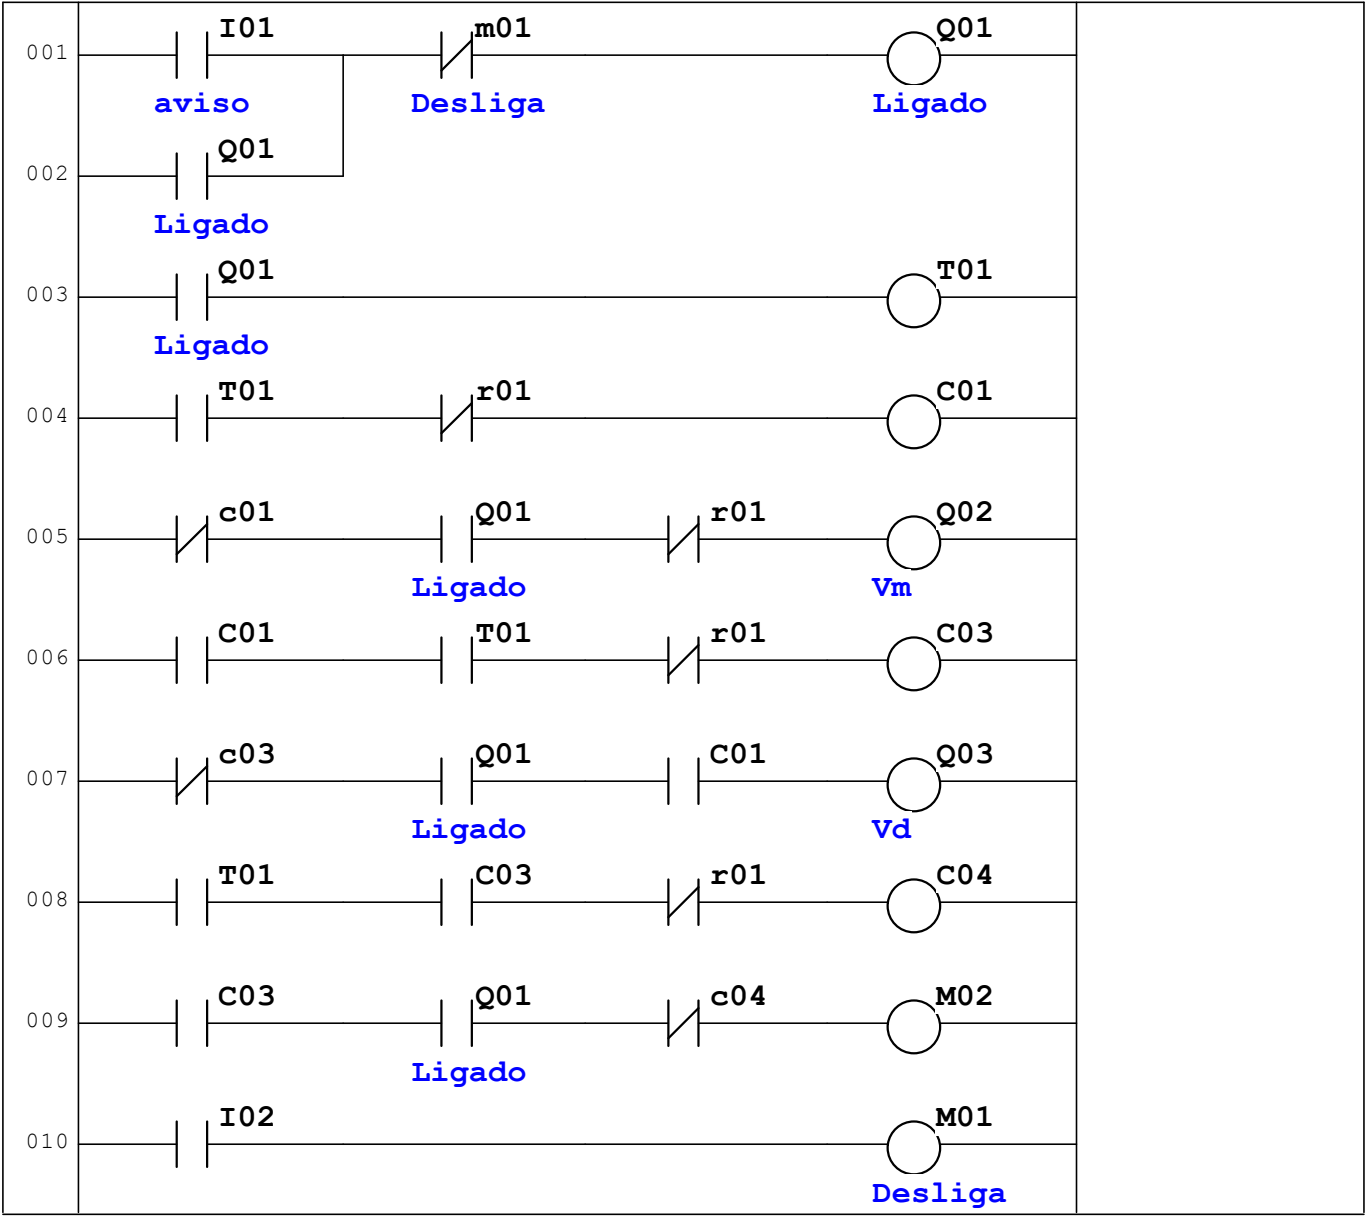 I01 m01 Q01
001
aviso Desliga Ligado
Q01
002
Ligado
Q01 T01
003
Ligado
T01 r01 C01
004
c01 Q01 r01 Q02
005
Ligado Vm
C01 T01 r01 C03
006
c03 Q01 C01 Q03
007
Ligado Vd
T01 C03 r01 C04
008
C03 Q01 c04 M02
009
Ligado
I02 M01
010
Desliga